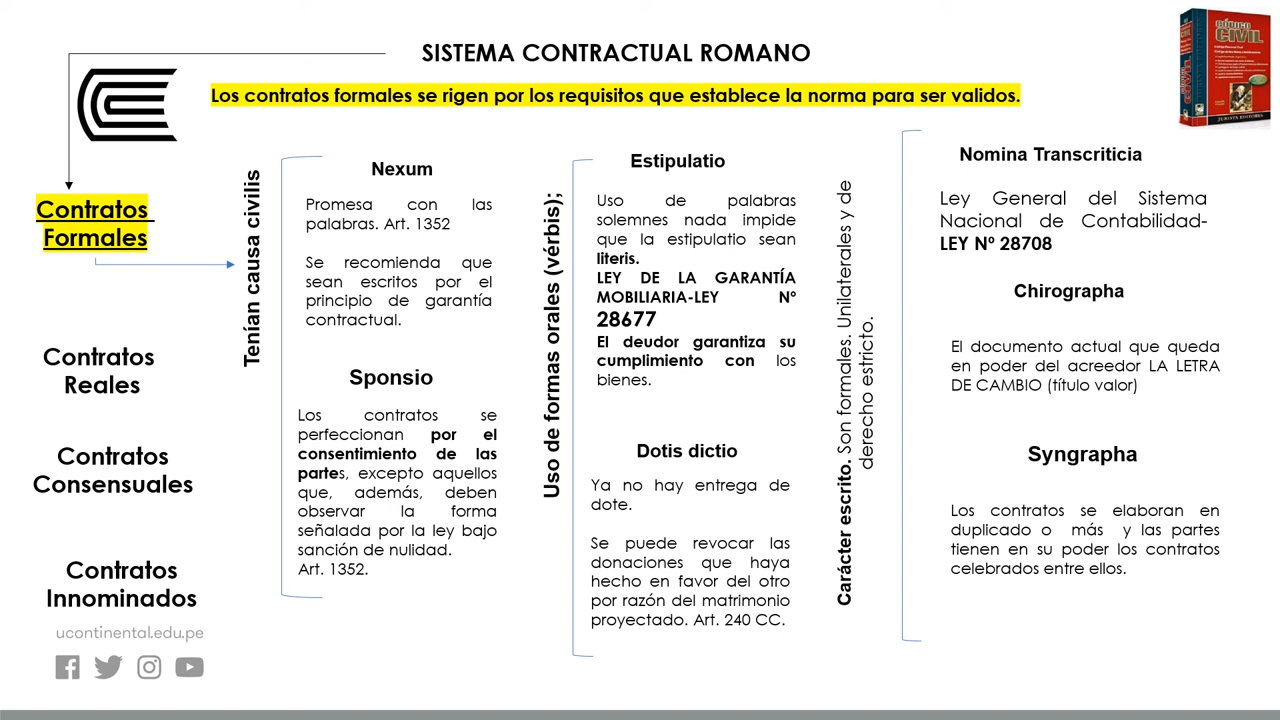 SISTEMA CONTRACTUAL ROMANO
Los contratos formales se rigen por los requisitos que establece la norma para ser validos.
CÓDIGO
CIVIL
JURISTA EDITORES
Contratos
Formales
Contratos
Reales
Contratos
Consensuales
Contratos
Innominados
ucontinental.edu.pe
Tenían causa civilis
Nexum
Promesa con las
palabras. Art. 1352
Se recomienda que
sean escritos por el
principio de garantía
contractual.
Sponsio
Los contratos se
perfeccionan por el
consentimiento de las
partes, excepto aquellos
que, además, deben
observar la forma
señalada por la ley bajo
sanción de nulidad.
Art. 1352.
Uso de formas orales (vérbis);
Estipulatio
Uso de palabras
solemnes nada impide
que la estipulatio sean
literis.
LEY DE LA GARANTÍA
MOBILIARIA-LEY Nº
28677
El deudor garantiza su
cumplimiento con los
bienes.
Dotis dictio
Ya no hay entrega de
dote.
Se puede revocar las
donaciones que haya
hecho en favor del otro
por razón del matrimonio
proyectado. Art. 240 CC.
Carácter escrito. Son formales. Unilaterales y de
derecho estricto.
Nomina Transcriticia
Ley General del Sistema
Nacional de Contabilidad-
LEY Nº 28708
Chirographa
El documento actual que queda
en poder del acreedor LA LETRA
DE CAMBIO (título valor)
Syngrapha
Los contratos se elaboran en
duplicado o más y las partes
tienen en su poder los contratos
celebrados entre ellos.